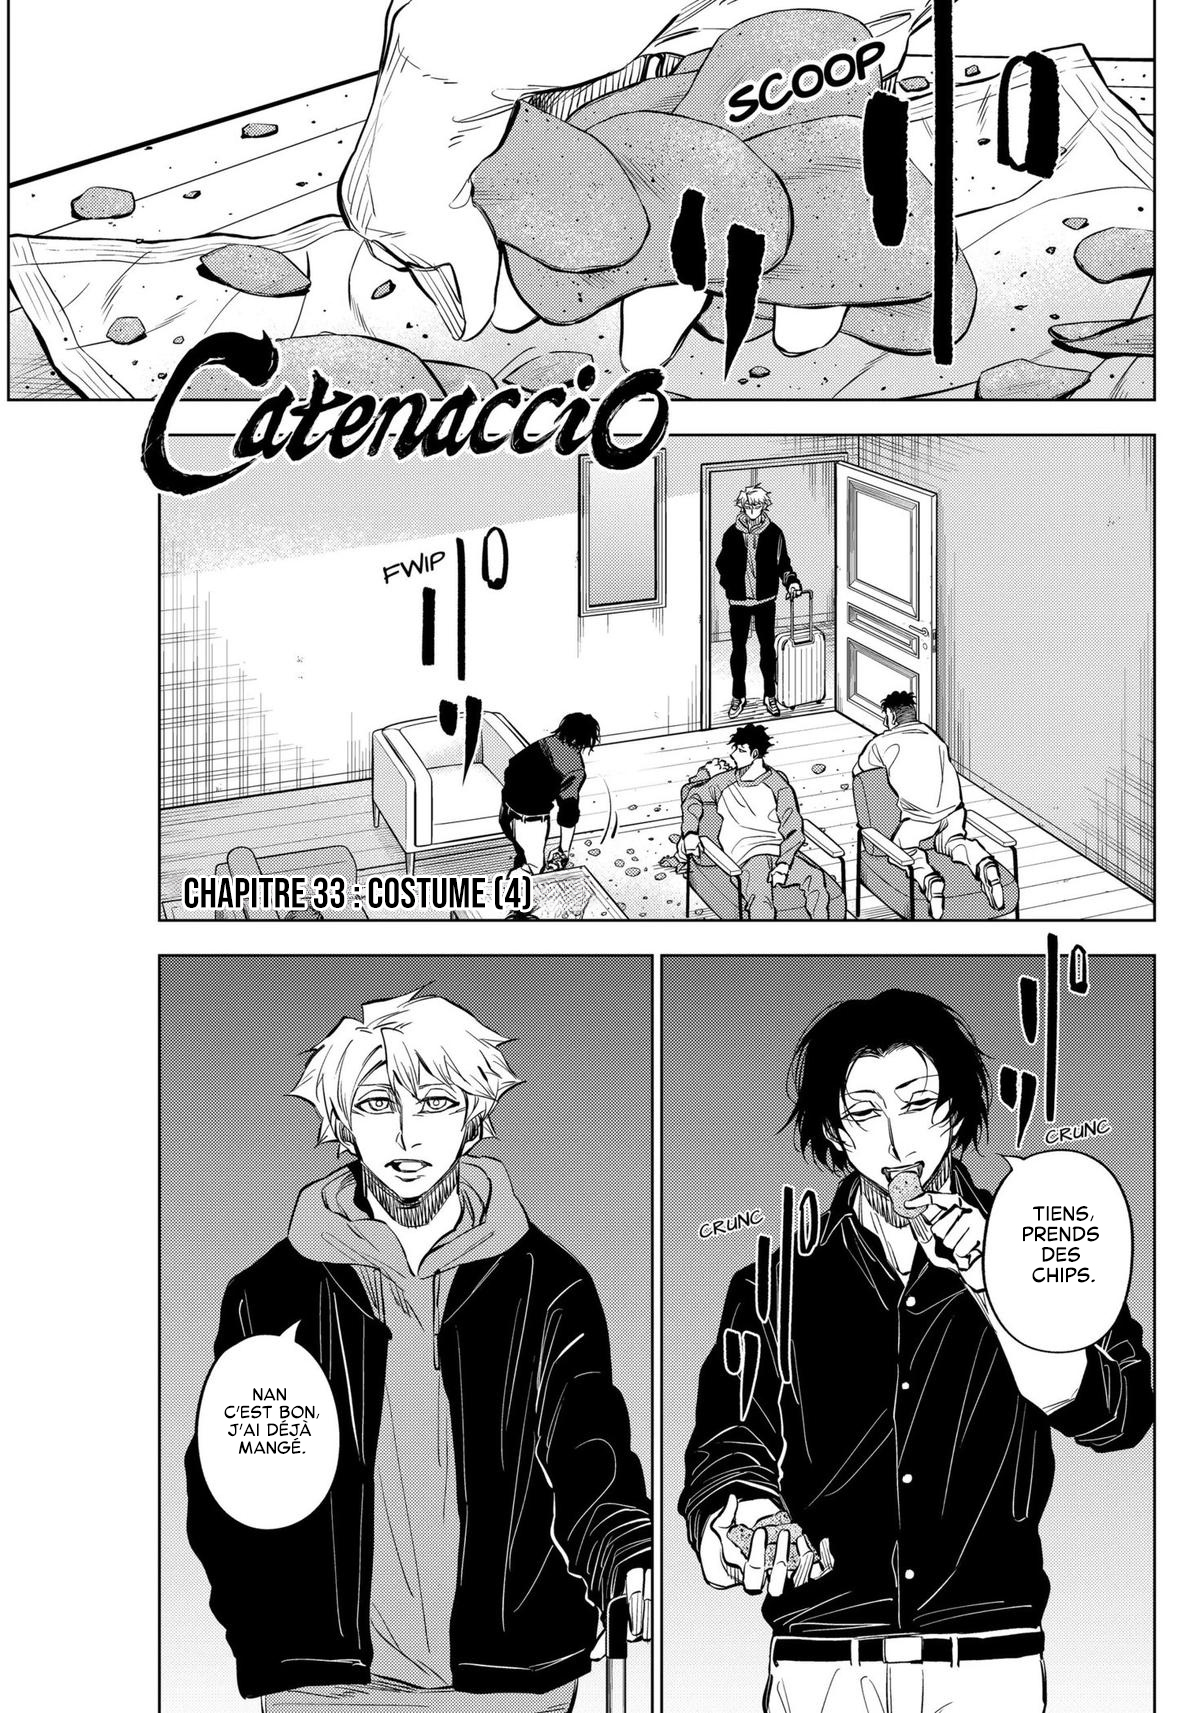 SCOOP
Catenaccio
FWIP
CHAPITRE 33 : COSTUME (4)
CRUNC
CRUNC
TIENS,
PRENDS
DES
CHIPS.
NAN
C'EST BON,
J'AI DÉJÀ
MANGÉ.